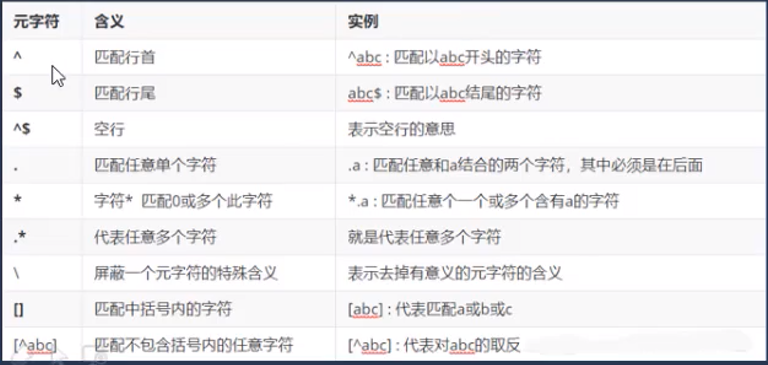 元字符 含义 实例
^ 匹配行首 ^abc : 匹配以abc开头的字符
$ 匹配行尾 abc$ : 匹配以abc结尾的字符
^$ 空行 表示空行的意思
. 匹配任意单个字符 .a : 匹配任意和a结合的两个字符，其中必须是在后面
* 字符* 匹配0或多个此字符 *.a : 匹配任意个一个或多个含有a的字符
.* 代表任意多个字符 就是代表任意多个字符
\ 屏蔽一个元字符的特殊含义 表示去掉有意义的元字符的含义
[] 匹配中括号内的字符 [abc] : 代表匹配a或b或c
[^abc] 匹配不包含括号内的任意字符 [^abc] : 代表对abc的取反